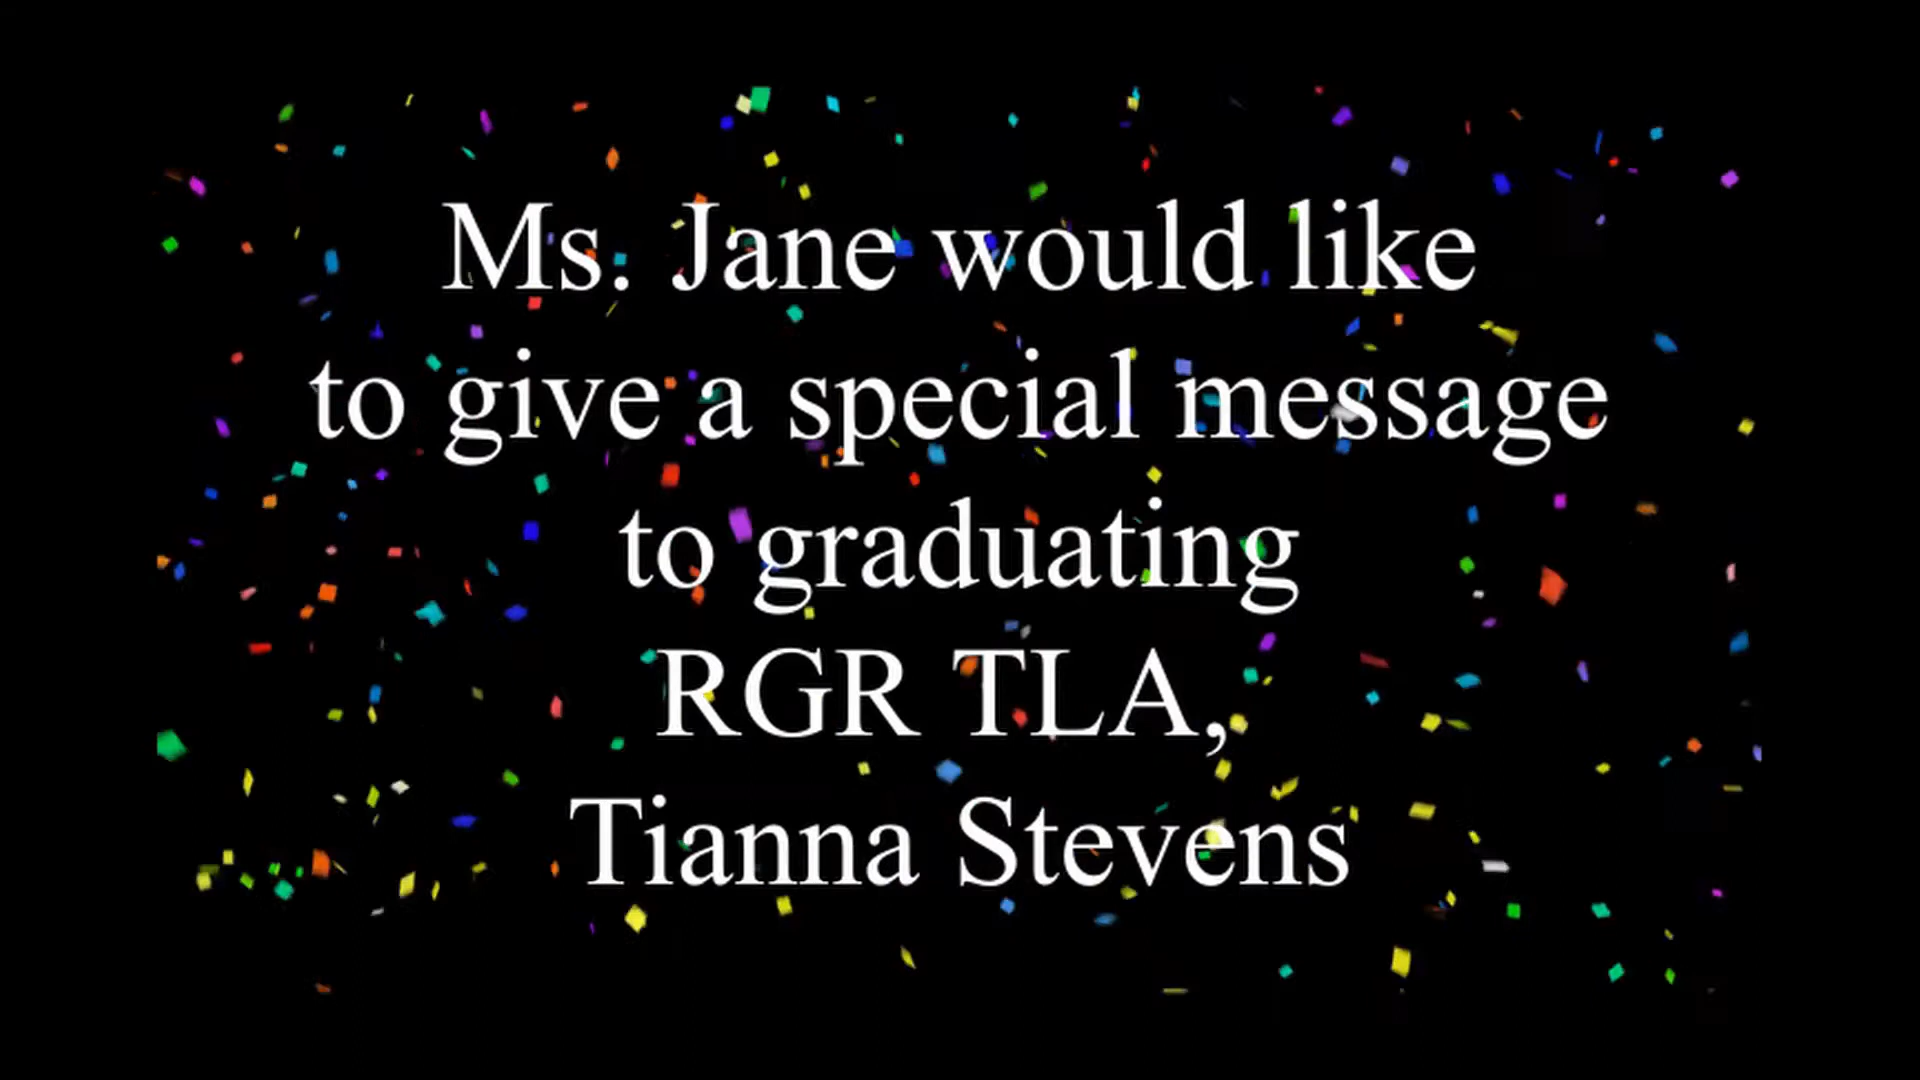 Ms. Jane would like
to give a special message
to graduating
RGR TLA,
Tianna Stevens